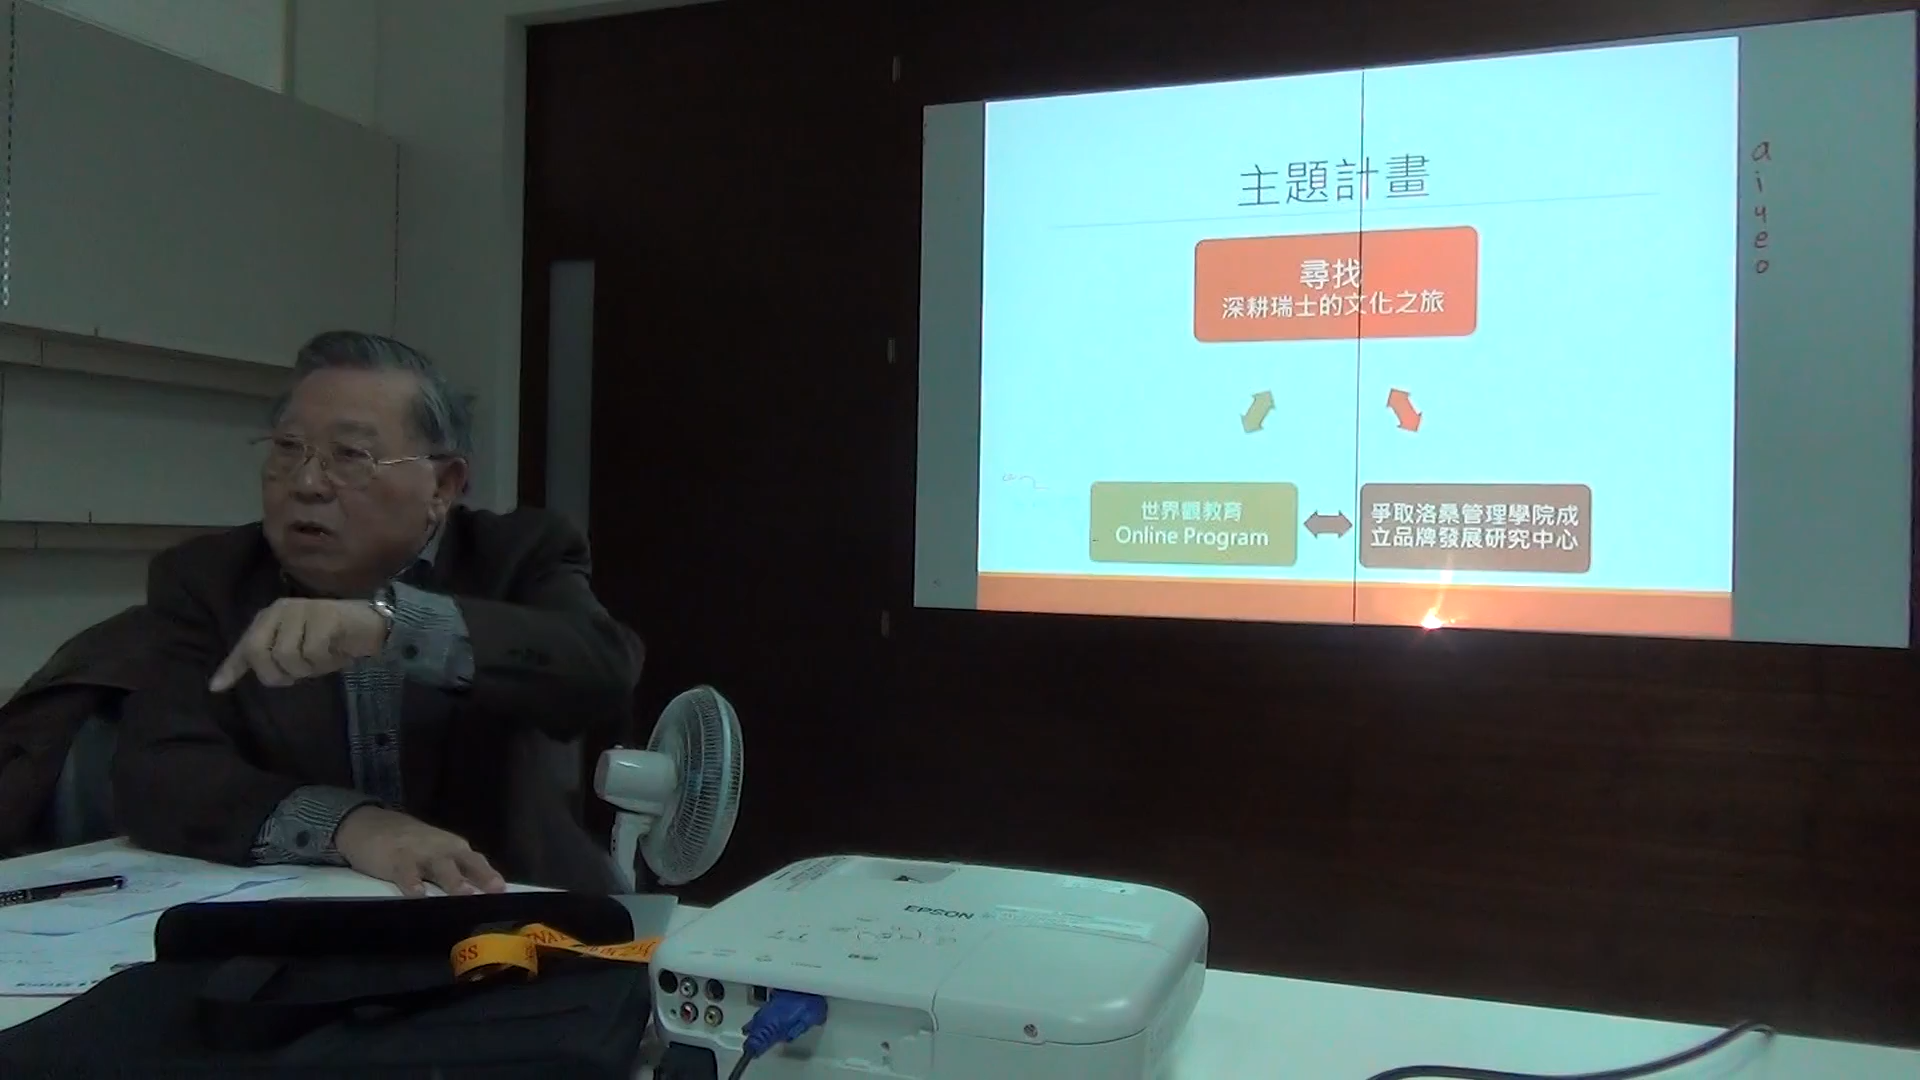 主題計畫
尋找
深耕瑞士的文化之旅
世界觀教育
Online Program
爭取洛桑管理學院成
立品牌發展研究中心
a
i
u
e
o
EPSON